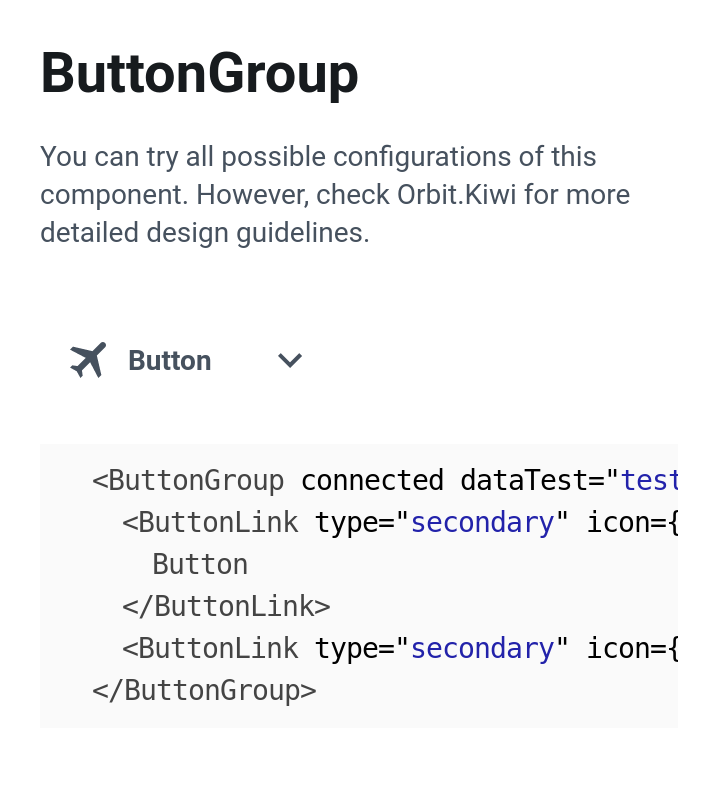 ButtonGroup
You can try all possible configurations of this
component. However, check Orbit.Kiwi for more
detailed design guidelines.
Button
<ButtonGroup connected dataTest="test
<ButtonLink type="secondary" icon={
Button
</ButtonLink>
<ButtonLink type="secondary" icon={
</ButtonGroup>